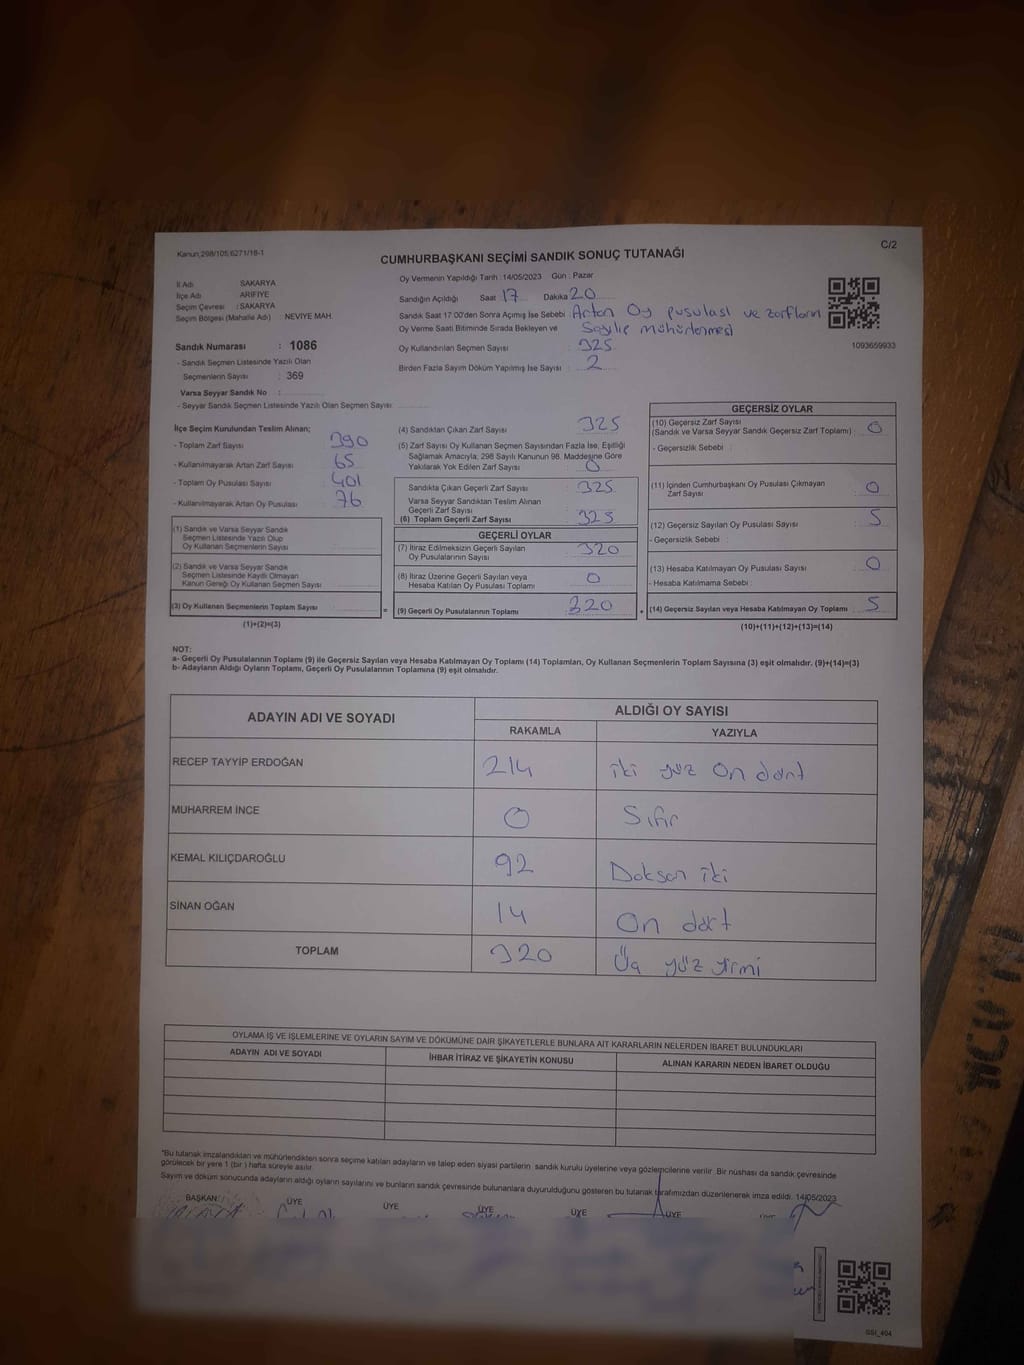 Kanun;298/105;6271/18-1
C/2
CUMHURBAŞKANI SEÇİMİ SANDIK SONUÇ TUTANAĞI
İl Adı SAKARYA
İlçe Adı ARİFİYE
Seçim Çevresi : SAKARYA
Seçim Bölgesi (Mahalle Adı) NEVİYE MAH.
Sandık Numarası : 1086
- Sandık Seçmen Listesinde Yazılı Olan
Seçmenlerin Sayısı : 369
Varsa Seyyar Sandık No :
- Seyyar Sandık Seçmen Listesinde Yazılı Olan Seçmen Sayısı
Oy Vermenin Yapıldığı Tarih : 14/05/2023 Gün : Pazar
Sandığın Açıldığı Saat 17 Dakika 20
Sandık Saat 17:00'den Sonra Açımış İse Sebebi : Artan Oy pusulası ve zarfların
Oy Verme Saati Bitiminde Sırada Bekleyen ve Sayılıp mühürlenmesi
Oy Kullandırılan Seçmen Sayısı : 325
Birden Fazla Sayım Döküm Yapılmış İse Sayısı : 2
1093659933
İlçe Seçim Kurulundan Teslim Alınan;
- Toplam Zarf Sayısı 390
- Kullanılmayarak Artan Zarf Sayısı 65
- Toplam Oy Pusulası Sayısı 401
- Kullanılmayarak Artan Oy Pusulası 76
(1) Sandık ve Varsa Seyyar Sandık
Seçmen Listesinde Yazılı Olup
Oy Kullanan Seçmenlerin Sayısı
(2) Sandık ve Varsa Seyyar Sandık
Seçmen Listesinde Kayıtlı Olmayan
Kanun Gereği Oy Kullanan Seçmen Sayısı
(3) Oy Kullanan Seçmenlerin Toplam Sayısı
(1)+(2)=(3)
(4) Sandıktan Çıkan Zarf Sayısı : 325
(5) Zarf Sayısı Oy Kullanan Seçmen Sayısından Fazla İse, Eşitliği
Sağlamak Amacıyla; 298 Sayılı Kanunun 98. Maddesine Göre
Yakılarak Yok Edilen Zarf Sayısı : 0
Sandıkta Çıkan Geçerli Zarf Sayısı : 325
Varsa Seyyar Sandıktan Teslim Alınan
Geçerli Zarf Sayısı
(6) Toplam Geçerli Zarf Sayısı : 325
GEÇERLİ OYLAR
(7) İtiraz Edilmeksizin Geçerli Sayılan
Oy Pusulalarının Sayısı : 320
(8) İtiraz Üzerine Geçerli Sayılan veya
Hesaba Katılan Oy Pusulası Toplamı : 0
= (9) Geçerli Oy Pusulalarının Toplamı : 320
GEÇERSİZ OYLAR
(10) Geçersiz Zarf Sayısı
(Sandık ve Varsa Seyyar Sandık Geçersiz Zarf Toplamı) : 0
- Geçersizlik Sebebi :
(11) İçinden Cumhurbaşkanı Oy Pusulası Çıkmayan
Zarf Sayısı : 0
(12) Geçersiz Sayılan Oy Pusulası Sayısı : 5
- Geçersizlik Sebebi :
(13) Hesaba Katılmayan Oy Pusulası Sayısı : 0
- Hesaba Katılmama Sebebi :
+ (14) Geçersiz Sayılan veya Hesaba Katılmayan Oy Toplamı : 5
(10)+(11)+(12)+(13)=(14)
NOT:
a- Geçerli Oy Pusulalarının Toplamı (9) ile Geçersiz Sayılan veya Hesaba Katılmayan Oy Toplamı (14) Toplamları, Oy Kullanan Seçmenlerin Toplam Sayısına (3) eşit olmalıdır. (9)+(14)=(3)
b- Adayların Aldığı Oyların Toplamı, Geçerli Oy Pusulalarının Toplamına (9) eşit olmalıdır.
ADAYIN ADI VE SOYADI ALDIĞI OY SAYISI
RAKAMLA YAZIYLA
RECEP TAYYİP ERDOĞAN 214 iki yüz On dört
MUHARREM İNCE 0 Sıfır
KEMAL KILIÇDAROĞLU 92 Doksan iki
SİNAN OĞAN 14 On dört
TOPLAM 320 Üç yüz yirmi
OYLAMA İŞ VE İŞLEMLERİNE VE OYLARIN SAYIM VE DÖKÜMÜNE DAİR ŞİKAYETLERLE BUNLARA AİT KARARLARIN NELERDEN İBARET BULUNDUKLARI
ADAYIN ADI VE SOYADI İHBAR İTİRAZ VE ŞİKAYETİN KONUSU ALINAN KARARIN NEDEN İBARET OLDUĞU
"Bu tutanak imzalandıktan ve mühürlendikten sonra seçime katılan adayların ve talep eden siyasi partilerin sandık kurulu üyelerine veya gözlemcilerine verilir. Bir nüshası da sandık çevresinde
görülecek bir yere 1 (bir) hafta süreyle asılır.
Sayım ve döküm sonucunda adayların aldığı oyların sayılarını ve bunların sandık çevresinde bulunanlara duyurulduğunu gösteren bu tutanak tarafımızdan düzenlenerek imza edildi. 14/05/2023
BAŞKAN ÜYE ÜYE ÜYE ÜYE ÜYE
GSI_404